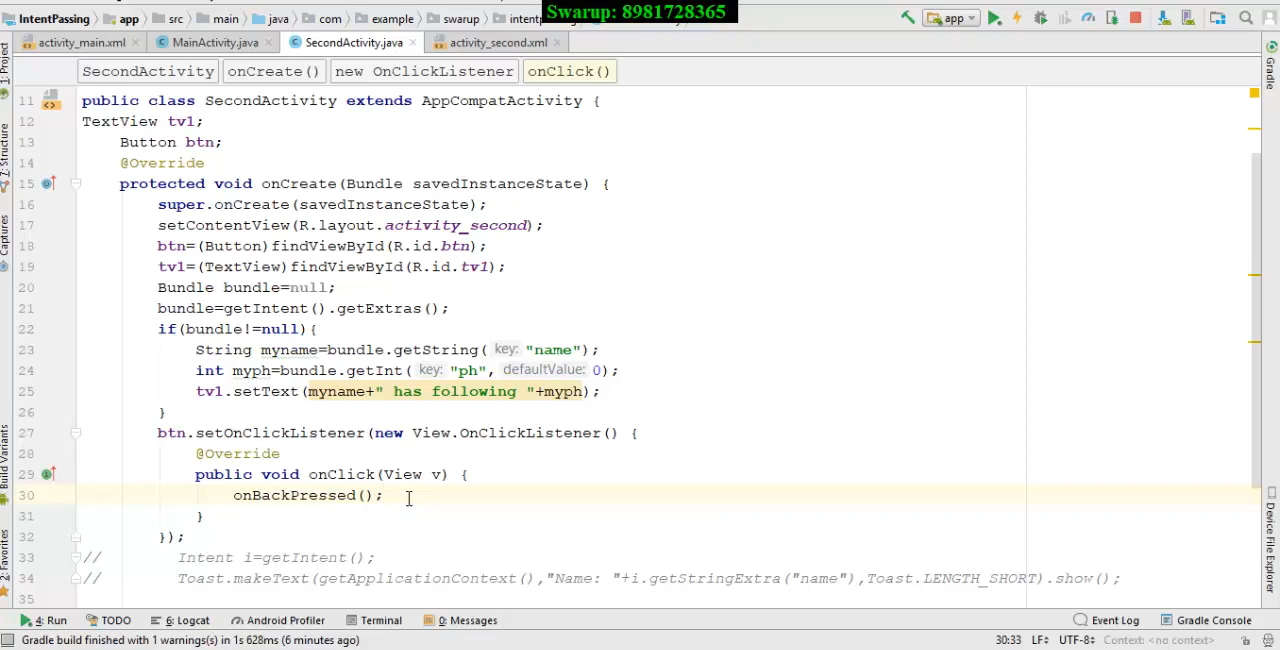 Swarup: 8981728365
IntentPassing app src main java com example swarup app
activity_main.xml MainActivity.java SecondActivity.java activity_second.xml
SecondActivity onCreate() new OnClickListener onClick()
11 public class SecondActivity extends AppCompatActivity {
12 TextView tv1;
13 Button btn;
14 @Override
15 protected void onCreate(Bundle savedInstanceState) {
16 super.onCreate(savedInstanceState);
17 setContentView(R.layout.activity_second);
18 btn=(Button)findViewById(R.id.btn);
19 tv1=(TextView)findViewById(R.id.tv1);
20 Bundle bundle=null;
21 bundle=getIntent().getExtras();
22 if(bundle!=null){
23 String myname=bundle.getString( key: "name");
24 int myph=bundle.getInt( key: "ph", defaultValue: 0);
25 tv1.setText(myname+" has following "+myph);
26 }
27 btn.setOnClickListener(new View.OnClickListener() {
28 @Override
29 public void onClick(View v) {
30 onBackPressed();
31 }
32 });
33 // Intent i=getIntent();
34 // Toast.makeText(getApplicationContext(),"Name: "+i.getStringExtra("name"),Toast.LENGTH_SHORT).show();
35
1: Project
7: Structure
Captures
Build Variants
2: Favorites
Gradle
Device File Explorer
4: Run TODO 6: Logcat Android Profiler Terminal 0: Messages Event Log Gradle Console
Gradle build finished with 1 warnings(s) in 1s 628ms (6 minutes ago) 30:33 LF÷ UTF-8÷ Context: <no context>